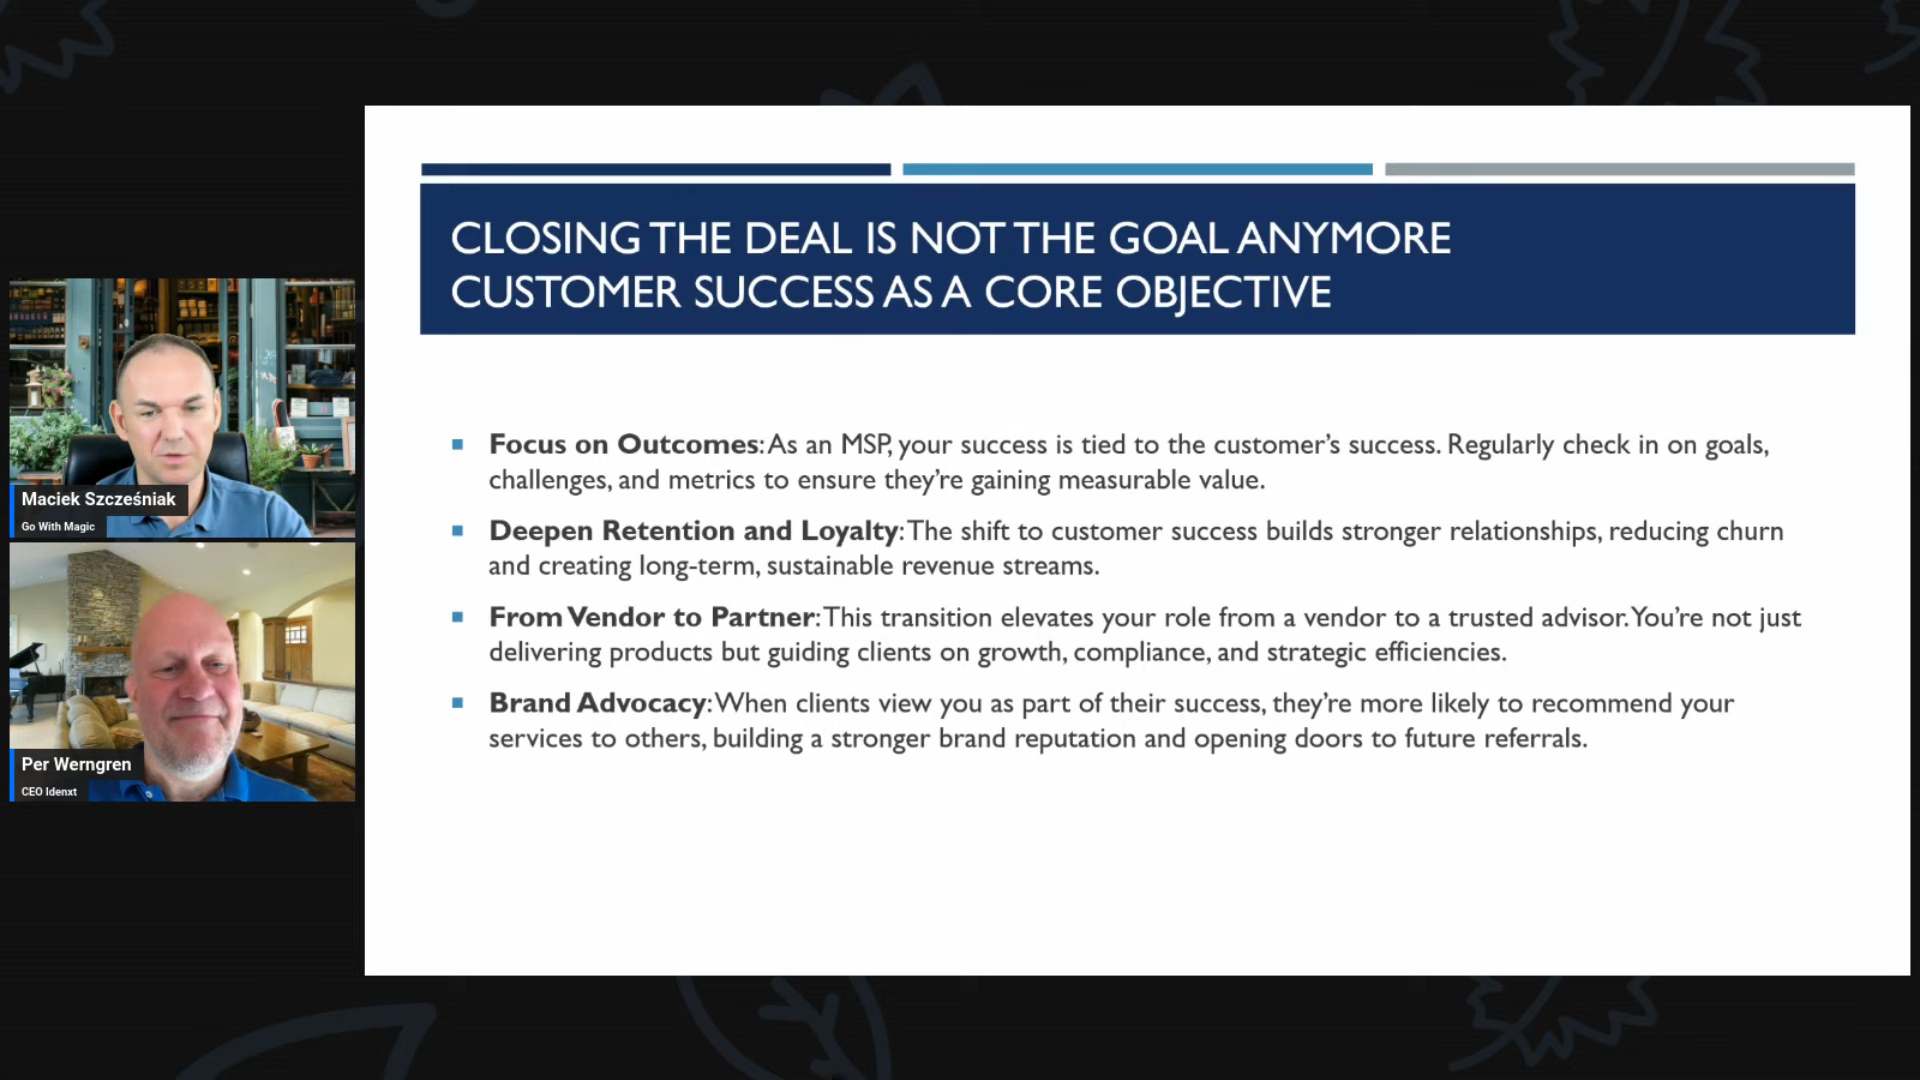 CLOSING THE DEAL IS NOT THE GOAL ANYMORE
CUSTOMER SUCCESS AS A CORE OBJECTIVE
Focus on Outcomes: As an MSP, your success is tied to the customer’s success. Regularly check in on goals,
challenges, and metrics to ensure they’re gaining measurable value.
Deepen Retention and Loyalty: The shift to customer success builds stronger relationships, reducing churn
and creating long-term, sustainable revenue streams.
From Vendor to Partner: This transition elevates your role from a vendor to a trusted advisor. You’re not just
delivering products but guiding clients on growth, compliance, and strategic efficiencies.
Brand Advocacy: When clients view you as part of their success, they’re more likely to recommend your
services to others, building a stronger brand reputation and opening doors to future referrals.
Maciek Szcześniak
Go With Magic
Per Werngren
CEO Idenxt